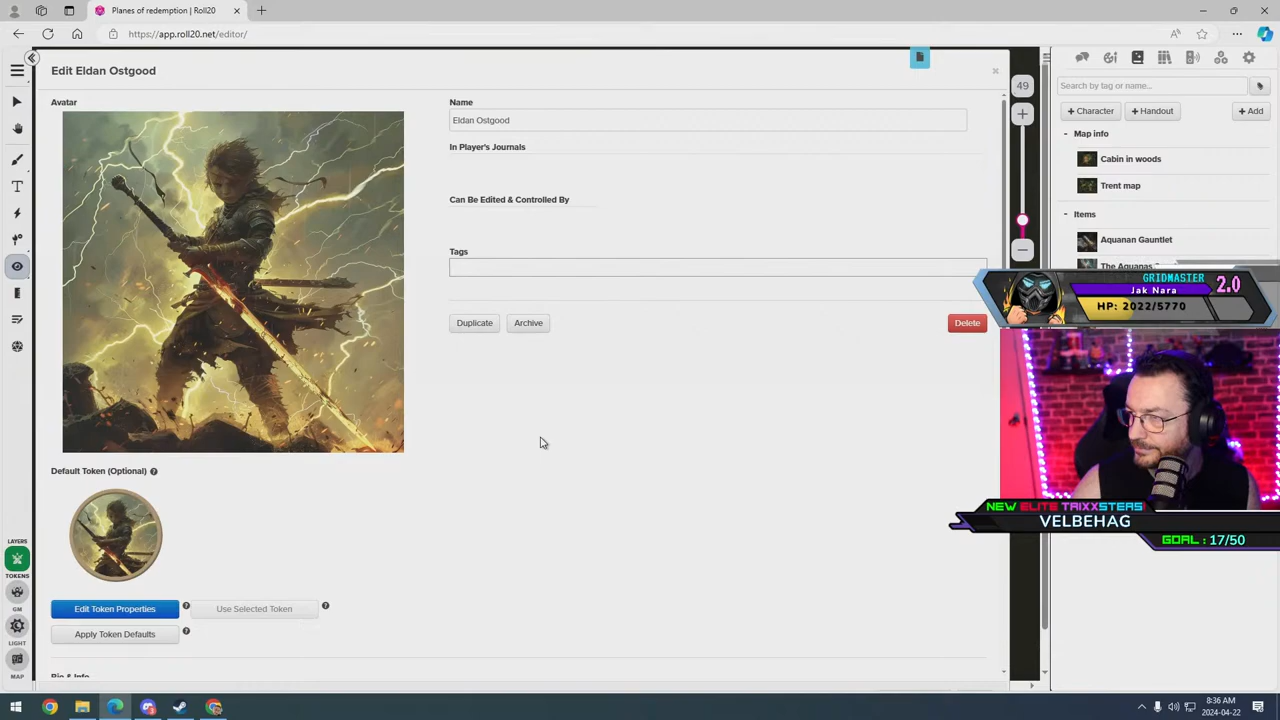 Planes of redemption | Roll20
https://app.roll20.net/editor/
Edit Eldan Ostgood
Avatar
Name
Eldan Ostgood
In Player's Journals
Can Be Edited & Controlled By
Tags
Duplicate
Archive
Delete
Default Token (Optional)
Edit Token Properties
Use Selected Token
Apply Token Defaults
LAYERS
TOKENS
GM
LIGHT
MAP
49
Search by tag or name...
+ Character
+ Handout
+ Add
- Map info
Cabin in woods
Trent map
- Items
Aquanan Gauntlet
GRIDMASTER
2.0
Jak Nara
HP: 2022/5770
NEW ELITE TRIXXSTERS!
VELBEHAG
GOAL : 17/50
8:36 AM
2024-04-22